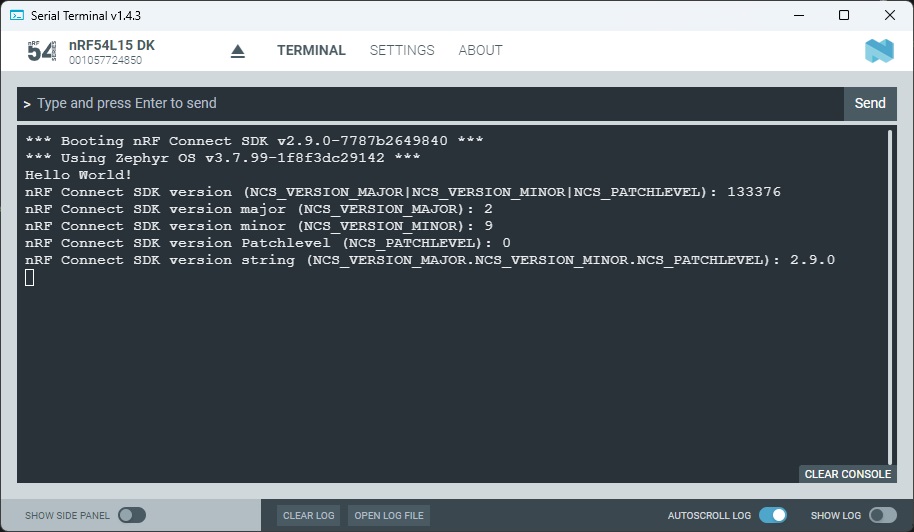 Serial Terminal v1.4.3
nRF
54
SERIES
nRF54L15 DK
001057724850
TERMINAL
SETTINGS
ABOUT
> Type and press Enter to send
Send
*** Booting nRF Connect SDK v2.9.0-7787b2649840 ***
*** Using Zephyr OS v3.7.99-1f8f3dc29142 ***
Hello World!
nRF Connect SDK version (NCS_VERSION_MAJOR|NCS_VERSION_MINOR|NCS_PATCHLEVEL): 133376
nRF Connect SDK version major (NCS_VERSION_MAJOR): 2
nRF Connect SDK version minor (NCS_VERSION_MINOR): 9
nRF Connect SDK version Patchlevel (NCS_PATCHLEVEL): 0
nRF Connect SDK version string (NCS_VERSION_MAJOR.NCS_VERSION_MINOR.NCS_PATCHLEVEL): 2.9.0
CLEAR CONSOLE
SHOW SIDE PANEL
CLEAR LOG
OPEN LOG FILE
AUTOSCROLL LOG
SHOW LOG